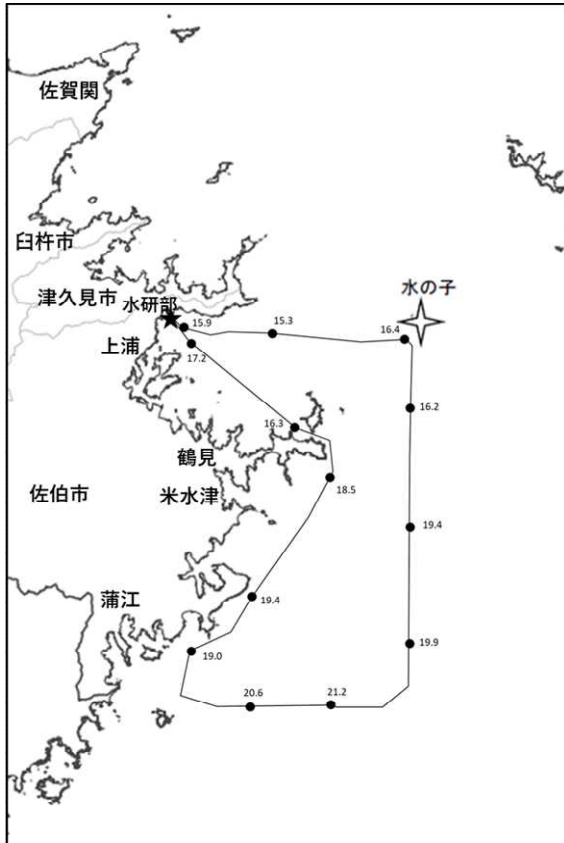 佐賀関
臼杵市
津久見市
水研部
水の子
15.9
15.3
16.4
上浦
17.2
16.2
16.3
鶴見
18.5
佐伯市
米水津
19.4
蒲江
19.4
19.9
19.0
20.6
21.2